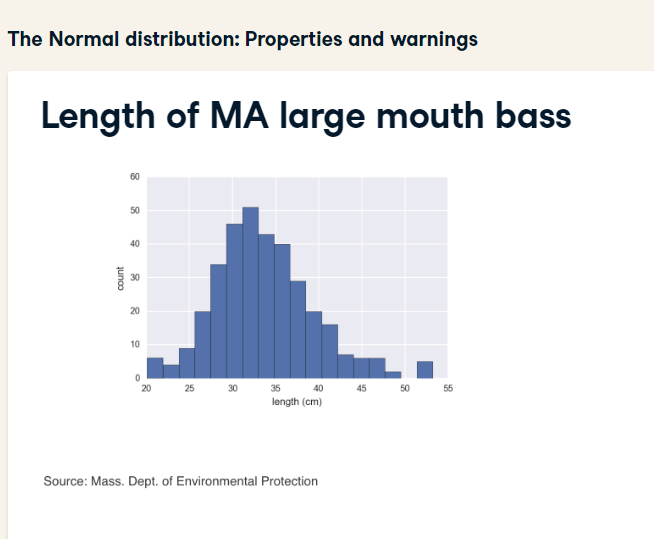 The Normal distribution: Properties and warnings
Length of MA large mouth bass
60
50
40
30
20
10
0
count
20 25 30 35 40 45 50 55
length (cm)
Source: Mass. Dept. of Environmental Protection